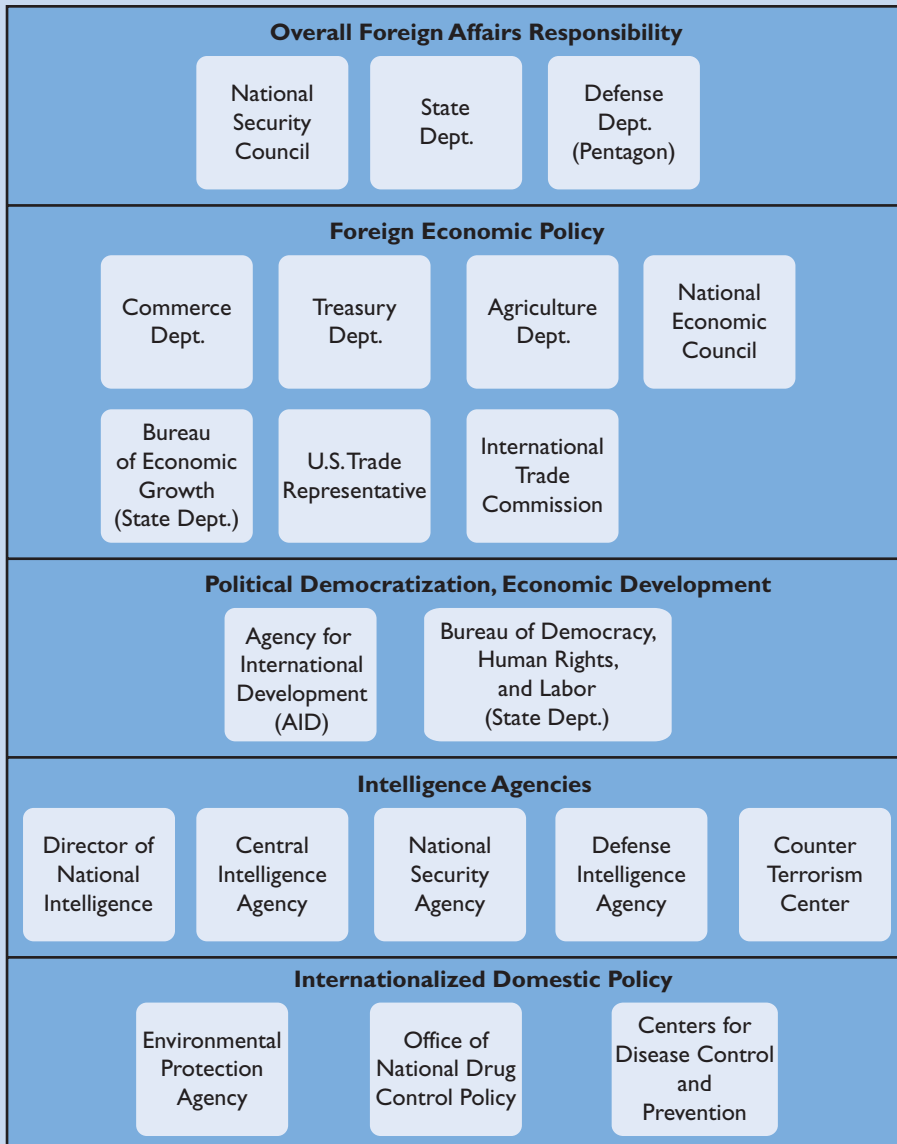 Overall Foreign Affairs Responsibility
National
Security
Council
State
Dept.
Defense
Dept.
(Pentagon)
Foreign Economic Policy
Commerce
Dept.
Treasury
Dept.
Agriculture
Dept.
National
Economic
Council
Bureau
of Economic
Growth
(State Dept.)
U.S. Trade
Representative
International
Trade
Commission
Political Democratization, Economic Development
Agency for
International
Development
(AID)
Bureau of Democracy,
Human Rights,
and Labor
(State Dept.)
Intelligence Agencies
Director of
National
Intelligence
Central
Intelligence
Agency
National
Security
Agency
Defense
Intelligence
Agency
Counter
Terrorism
Center
Internationalized Domestic Policy
Environmental
Protection
Agency
Office of
National Drug
Control Policy
Centers for
Disease Control
and
Prevention